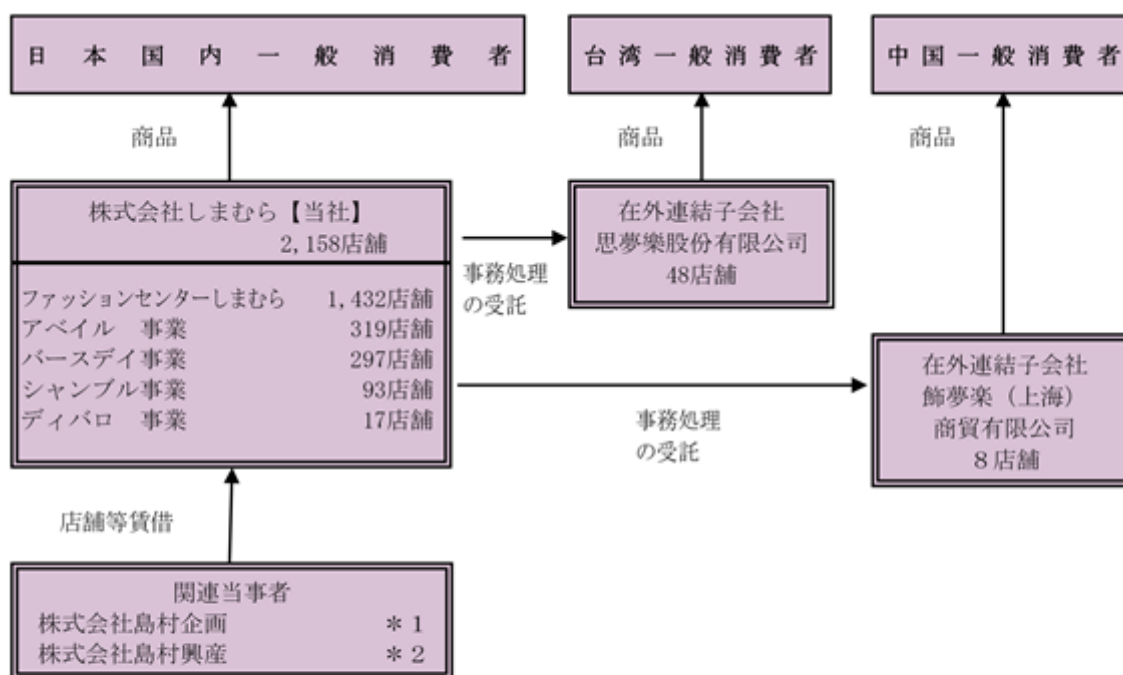 日本国内一般消費者
台湾一般消費者
中国一般消費者
商品
商品
商品
株式会社しまむら【当社】
2,158店舗
ファッションセンターしまむら 1,432店舗
アベイル 事業 319店舗
バースデイ事業 297店舗
シャンブル事業 93店舗
ディバロ 事業 17店舗
事務処理
の受託
在外連結子会社
思夢樂股份有限公司
48店舗
事務処理
の受託
在外連結子会社
飾夢楽（上海）
商貿有限公司
8店舗
店舗等賃借
関連当事者
株式会社島村企画 ＊1
株式会社島村興産 ＊2